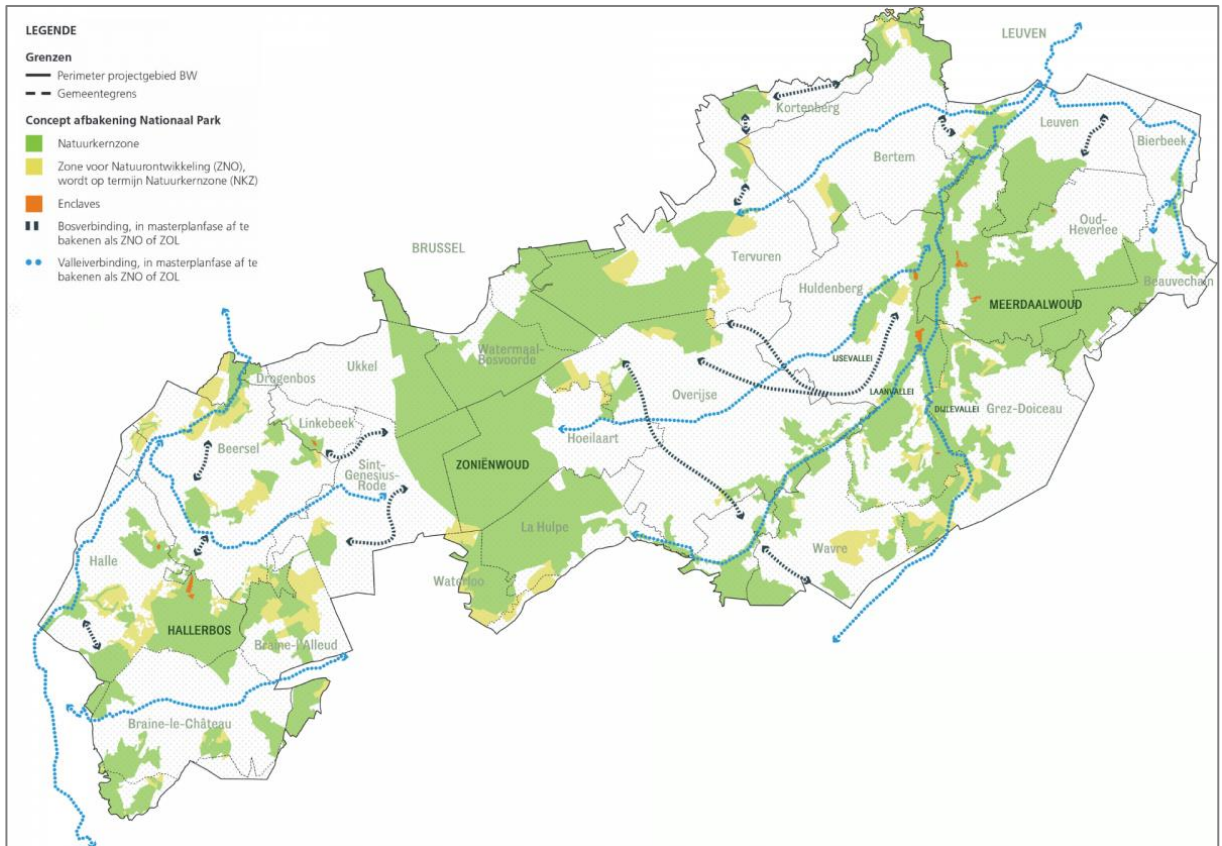 LEGENDE
Grenzen
Perimeter projectgebied BW
Gemeentegrens
Concept afbakening Nationaal Park
Natuurkernzone
Zone voor Natuurontwikkeling (ZNO),
wordt op termijn Natuurkernzone (NKZ)
Enclaves
Bosverbinding, in masterplanfase af te
bakenen als ZNO of ZOL
Valleiverbinding, in masterplanfase af te
bakenen als ZNO of ZOL
LEUVEN
Kortenberg
Leuven
Bierbeek
Bertem
Oud-
Heverlee
BRUSSEL
Tervuren
Huldenberg
Beauvechain
MEERDAALWOUD
Ukkel
Watermaal-
Bosvoorde
IJSEVALLEI
Drogenbos
LAANVALLEI
Overijse
DIJLEVALLEI
Grez-Doiceau
Linkebeek
Hoeilaart
Beersel
ZONIËNWOUD
Sint-
Genesius-
Rode
La Hulpe
Wavre
Halle
Waterloo
HALLERBOS
Braine-l'Alleud
Braine-le-Château